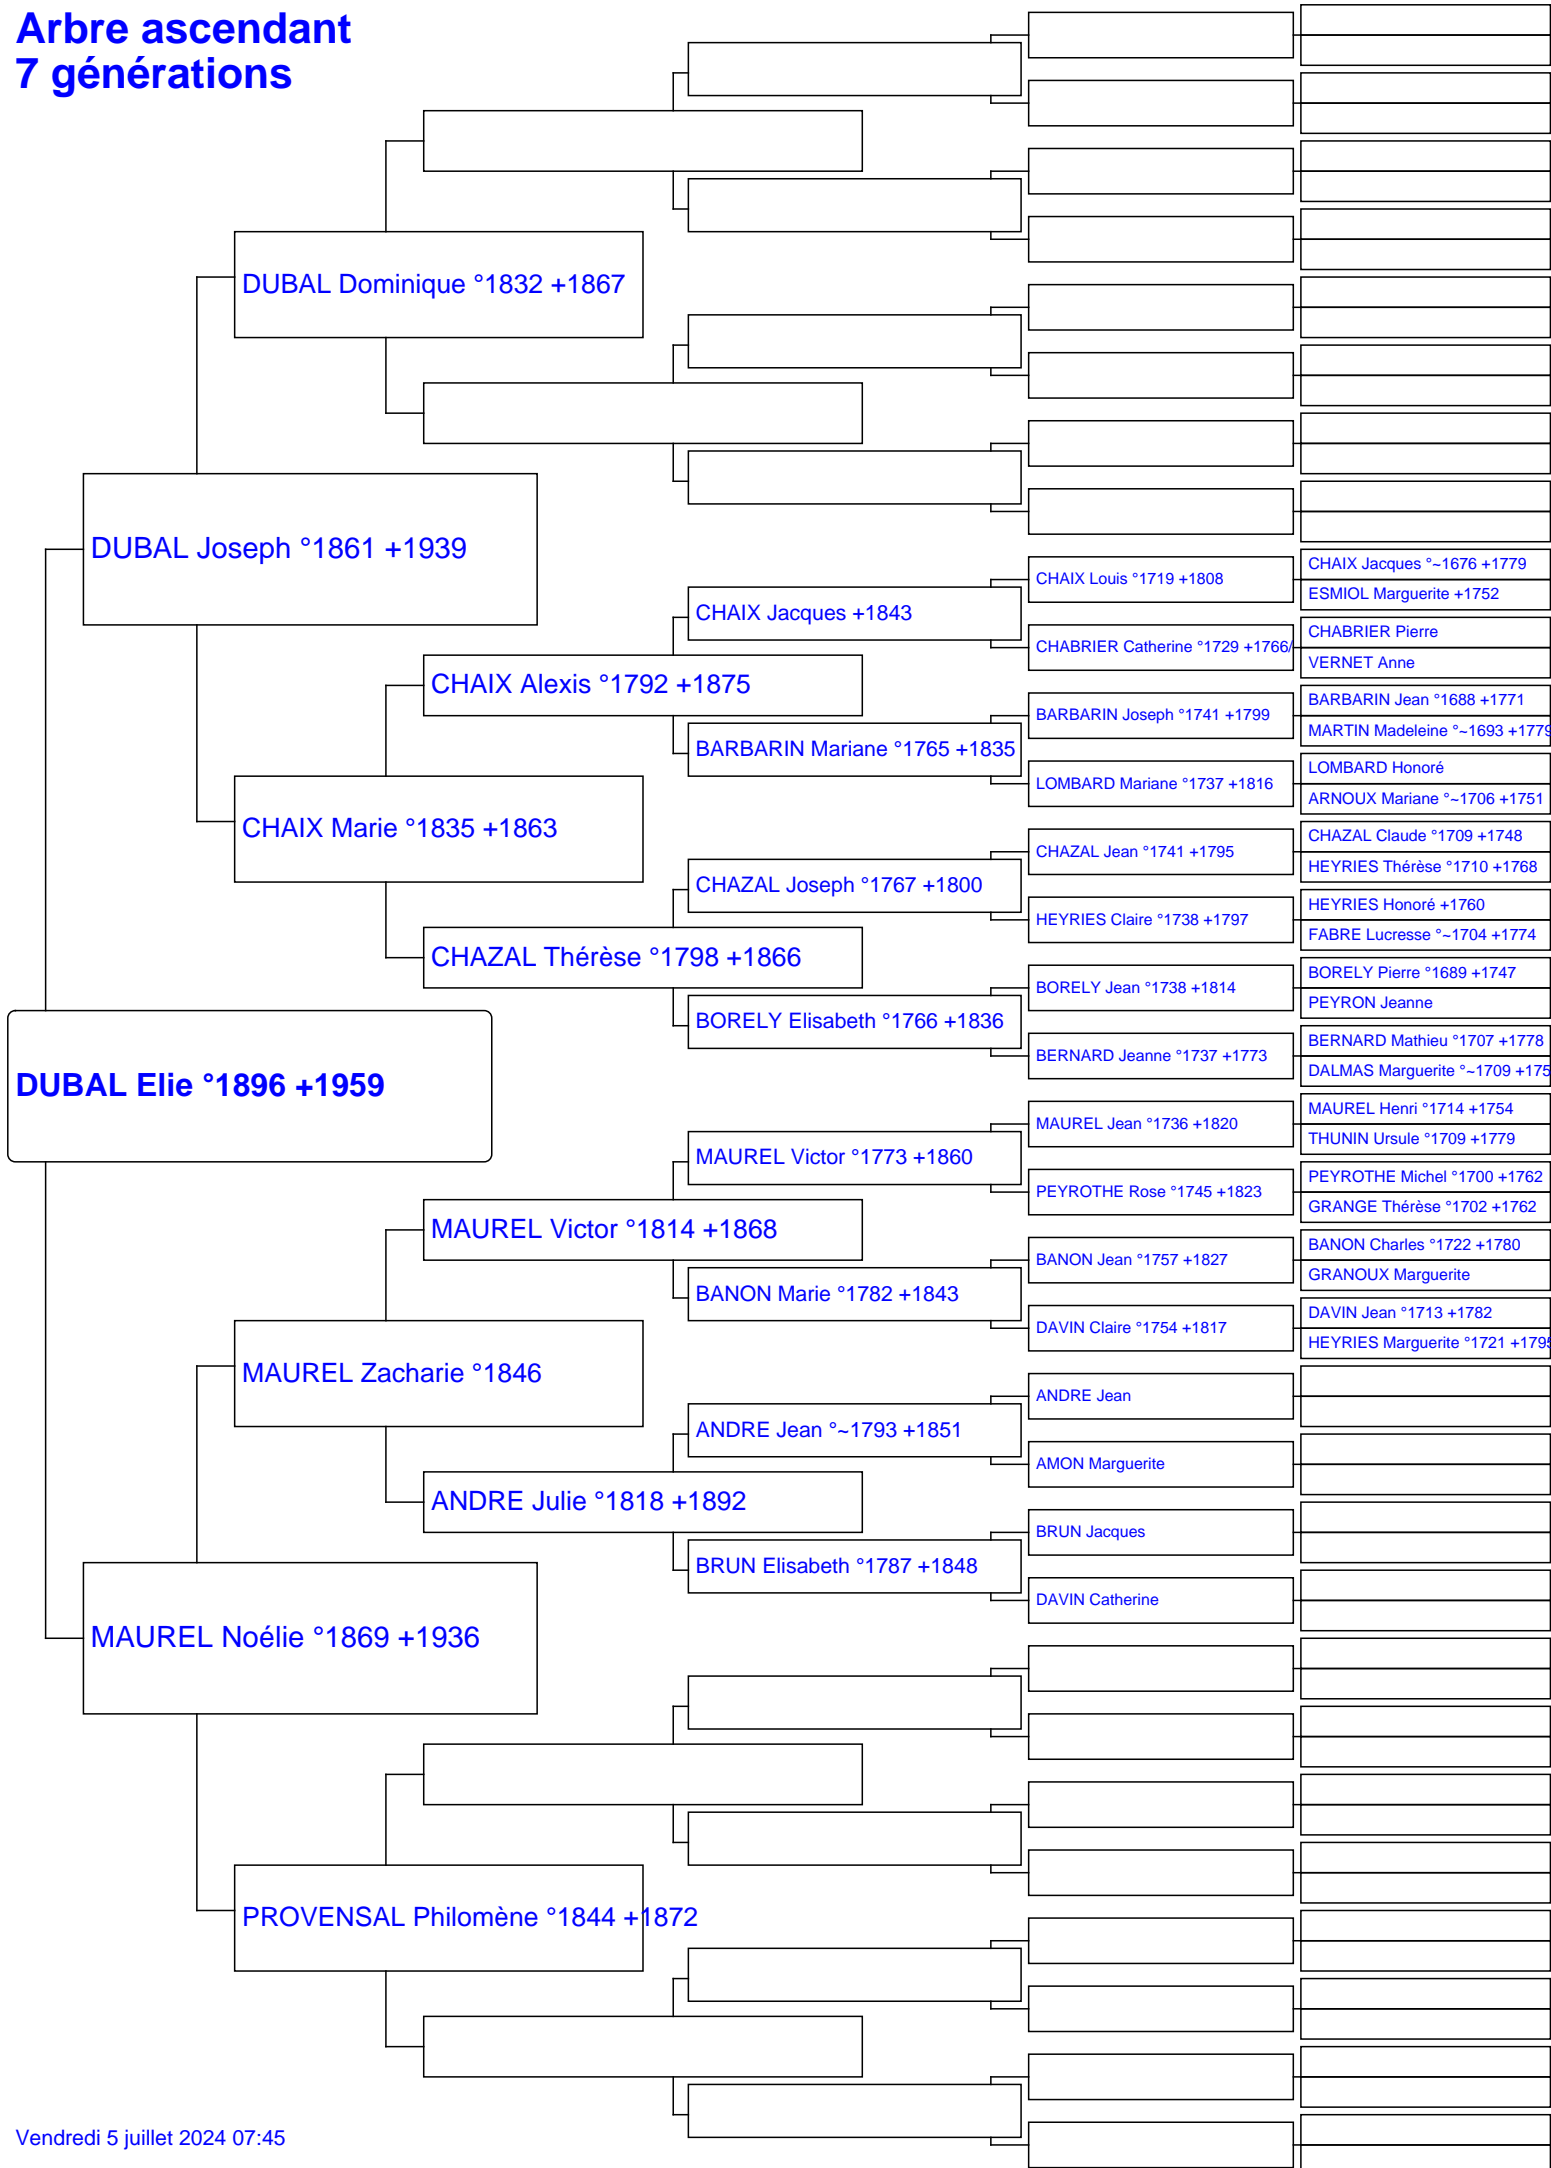 Arbre ascendant
7 générations
DUBAL Dominique °1832 +1867
DUBAL Joseph °1861 +1939
CHAIX Jacques °~1676 +1779
CHAIX Louis °1719 +1808
ESMIOL Marguerite +1752
CHAIX Jacques +1843
CHABRIER Pierre
CHABRIER Catherine °1729 +1766/
VERNET Anne
CHAIX Alexis °1792 +1875
BARBARIN Jean °1688 +1771
BARBARIN Joseph °1741 +1799
MARTIN Madeleine °~1693 +1779
BARBARIN Mariane °1765 +1835
LOMBARD Honoré
LOMBARD Mariane °1737 +1816
ARNOUX Mariane °~1706 +1751
CHAIX Marie °1835 +1863
CHAZAL Claude °1709 +1748
CHAZAL Jean °1741 +1795
HEYRIES Thérèse °1710 +1768
CHAZAL Joseph °1767 +1800
HEYRIES Honoré +1760
HEYRIES Claire °1738 +1797
FABRE Lucresse °~1704 +1774
CHAZAL Thérèse °1798 +1866
BORELY Pierre °1689 +1747
BORELY Jean °1738 +1814
PEYRON Jeanne
BORELY Elisabeth °1766 +1836
BERNARD Mathieu °1707 +1778
BERNARD Jeanne °1737 +1773
DALMAS Marguerite °~1709 +175
DUBAL Elie °1896 +1959
MAUREL Henri °1714 +1754
MAUREL Jean °1736 +1820
THUNIN Ursule °1709 +1779
MAUREL Victor °1773 +1860
PEYROTHE Michel °1700 +1762
PEYROTHE Rose °1745 +1823
GRANGE Thérèse °1702 +1762
MAUREL Victor °1814 +1868
BANON Charles °1722 +1780
BANON Jean °1757 +1827
GRANOUX Marguerite
BANON Marie °1782 +1843
DAVIN Jean °1713 +1782
DAVIN Claire °1754 +1817
HEYRIES Marguerite °1721 +1795
MAUREL Zacharie °1846
ANDRE Jean
ANDRE Jean °~1793 +1851
AMON Marguerite
ANDRE Julie °1818 +1892
BRUN Jacques
BRUN Elisabeth °1787 +1848
DAVIN Catherine
MAUREL Noélie °1869 +1936
PROVENSAL Philomène °1844 +1872
Vendredi 5 juillet 2024 07:45